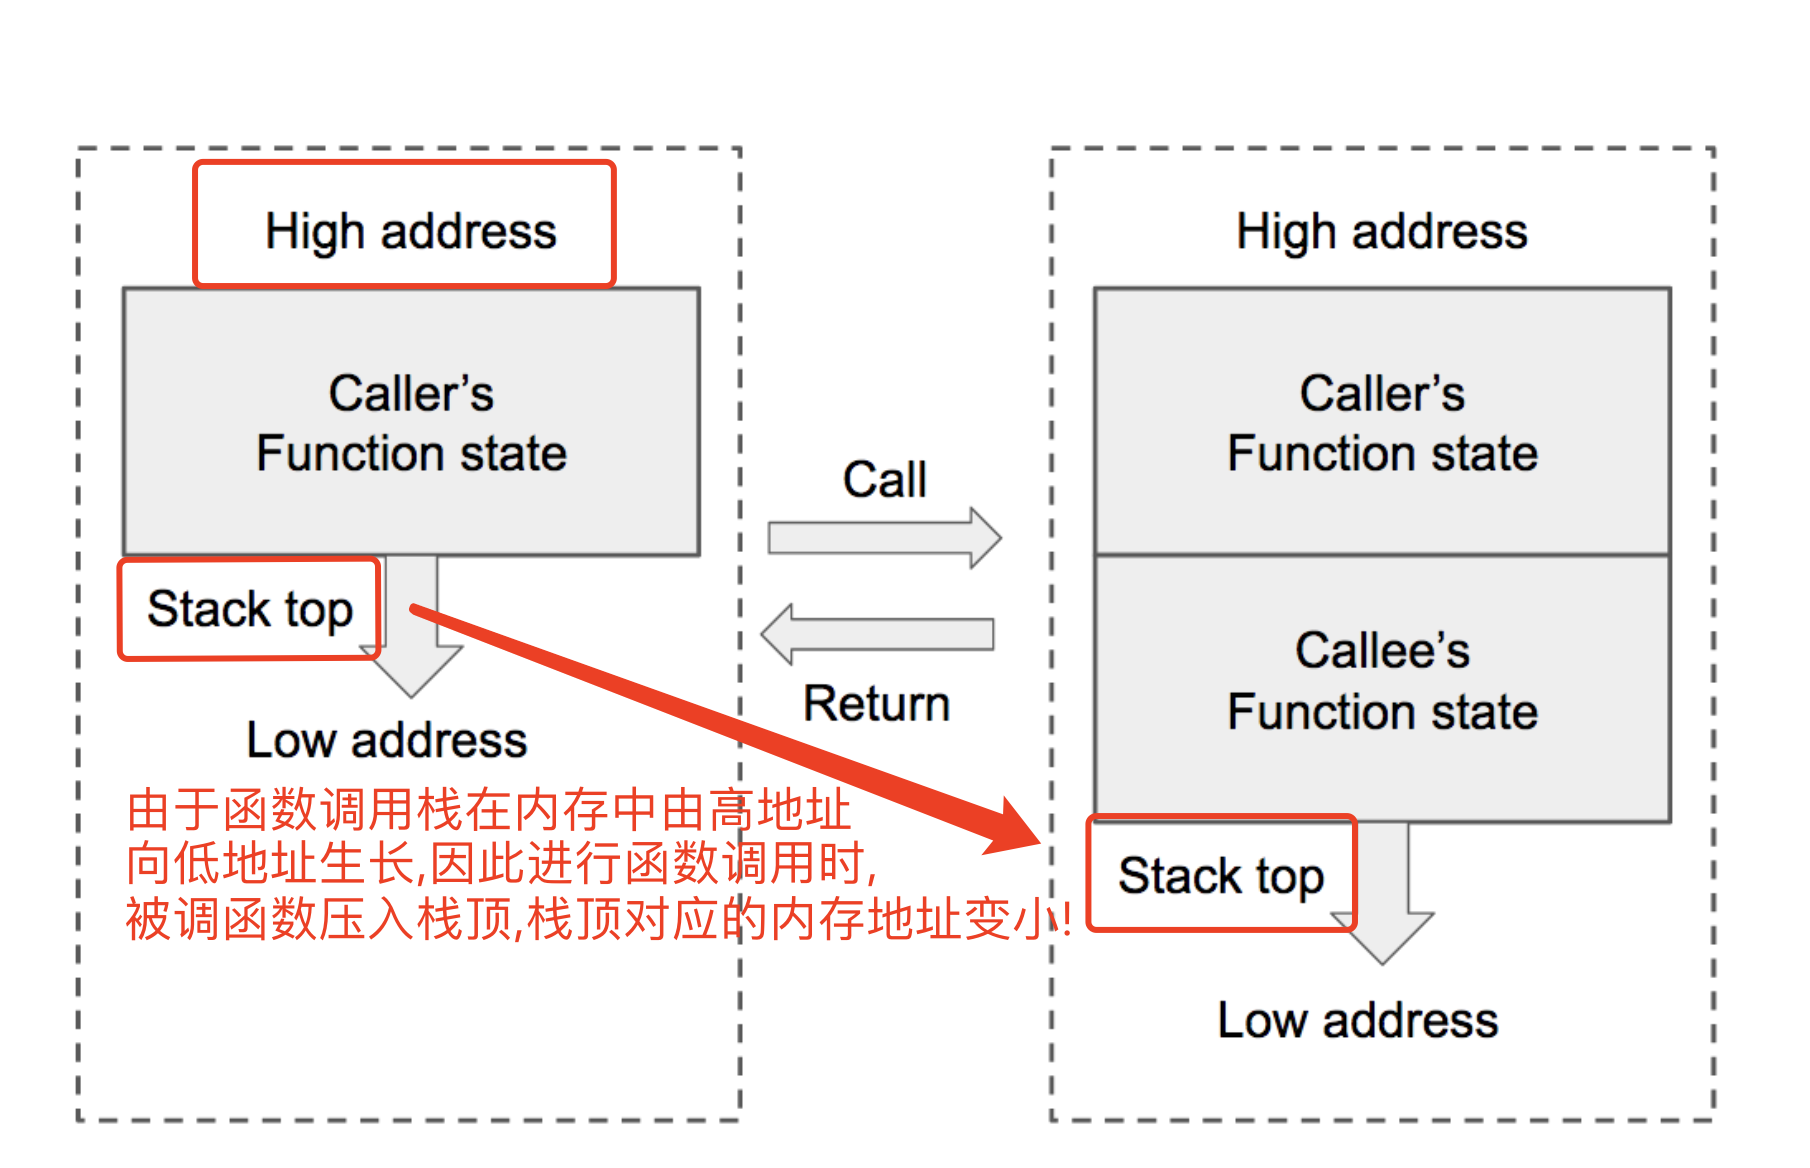 High address
Caller's
Function state
Stack top
Low address
由于函数调用栈在内存中由高地址
向低地址生长,因此进行函数调用时,
被调函数压入栈顶,栈顶对应的内存地址变小!
Call
Return
High address
Caller's
Function state
Callee's
Function state
Stack top
Low address